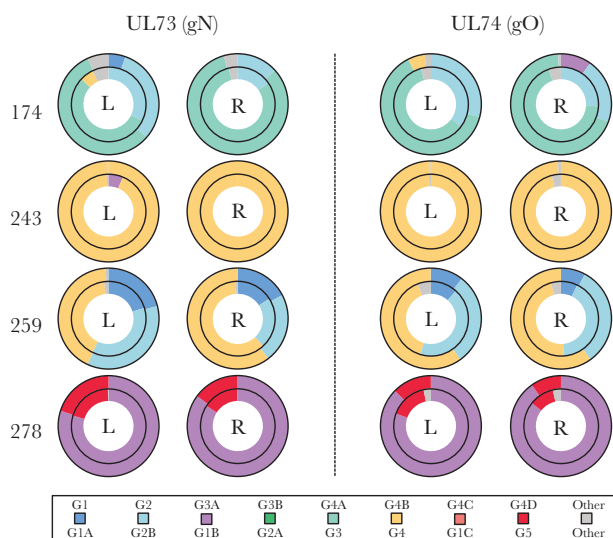 UL73 (gN) UL74 (gO)
174 L R L R
243 L R L R
259 L R L R
278 L R L R
G1 G2 G3A G3B G4A G4B G4C G4D Other
G1A G2B G1B G2A G3 G4 G1C G5 Other